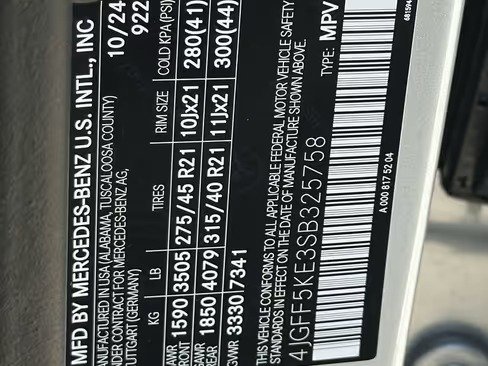 MFD BY MERCEDES-BENZ U.S. INTL., INC 10/24
MANUFACTURED IN USA (ALABAMA, TUSCALOOSA COUNTY) 922
UNDER CONTRACT FOR MERCEDES-BENZ AG,
TUTTGART (GERMANY)
KG LB TIRES RIM SIZE COLD KPA(PSI)
GAWR FRONT 1590 3505 275/45 R21 10Jx21 280(41)
GAWR REAR 1850 4079 315/40 R21 11Jx21 300(44)
GVWR 3330 7341
THIS VEHICLE CONFORMS TO ALL APPLICABLE FEDERAL MOTOR VEHICLE SAFETY
STANDARDS IN EFFECT ON THE DATE OF MANUFACTURE SHOWN ABOVE.
4JGFF5KE3SB325758 TYPE: MPV
A 000 817 52 04